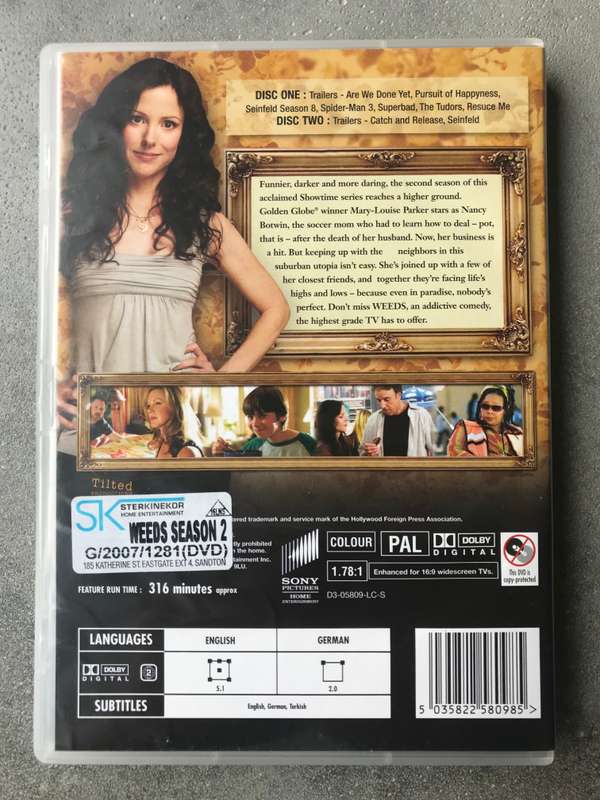 DISC ONE : Trailers - Are We Done Yet, Pursuit of Happyness,
Seinfeld Season 8, Spider-Man 3, Superbad, The Tudors, Resuce Me
DISC TWO : Trailers - Catch and Release, Seinfeld
Funnier, darker and more daring, the second season of this
acclaimed Showtime series reaches a higher ground.
Golden Globe® winner Mary-Louise Parker stars as Nancy
Botwin, the soccer mom who had to learn how to deal – pot,
that is – after the death of her husband. Now, her business is
a hit. But keeping up with the neighbors in this
suburban utopia isn't easy. She's joined up with a few of
her closest friends, and together they're facing life's
highs and lows – because even in paradise, nobody's
perfect. Don't miss WEEDS, an addictive comedy,
the highest grade TV has to offer.
Tilted
SK STERKINEKOR
HOME ENTERTAINMENT
WEEDS SEASON 2
G/2007/1281(DVD)
185 KATHERINE ST. EASTGATE EXT 4. SANDTON
trademark and service mark of the Hollywood Foreign Press Association.
prohibited
the home.
Inc.
9LU.
SONY
PICTURES
HOME
ENTERTAINMENT
COLOUR PAL DOLBY
DIGITAL
1.78:1 Enhanced for 16:9 widescreen TVs.
D3-05809-LC-S
This DVD is
copy-protected
FEATURE RUN TIME : 316 minutes approx
LANGUAGES ENGLISH GERMAN
DOLBY
DIGITAL 2
5.1 2.0
SUBTITLES English, German, Turkish
5 035822 580985 >